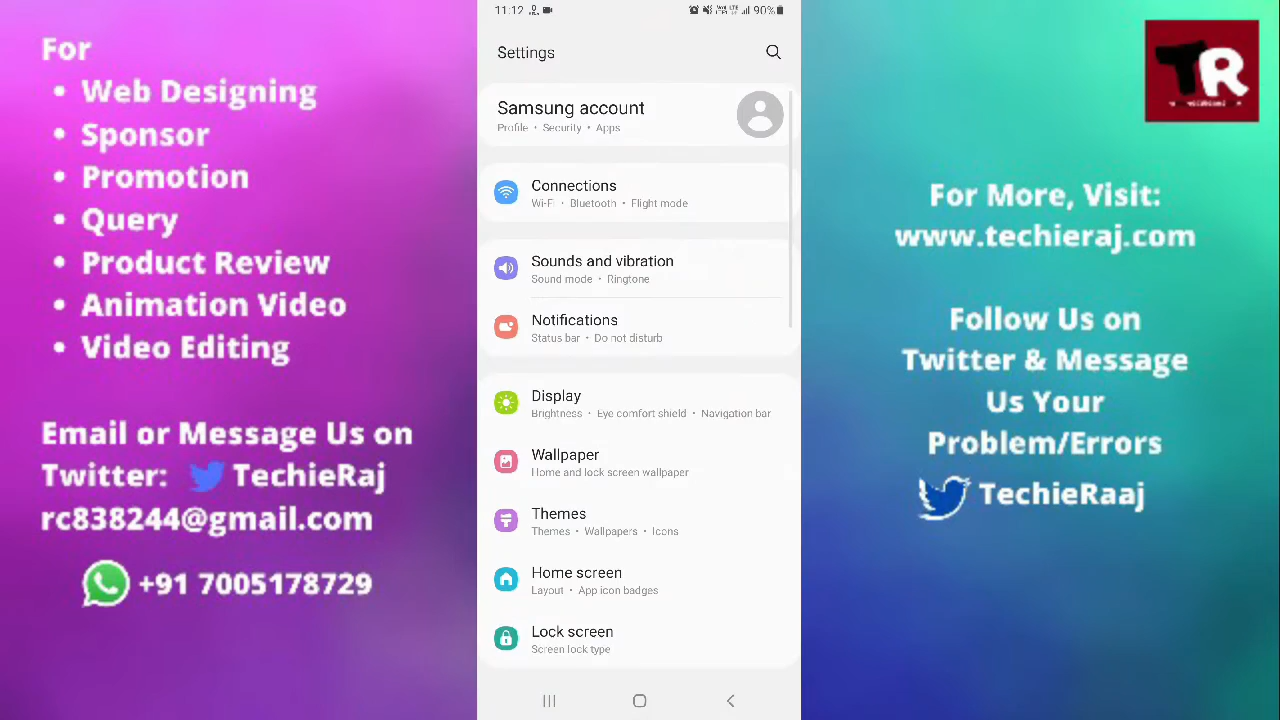 For
• Web Designing
• Sponsor
• Promotion
• Query
• Product Review
• Animation Video
• Video Editing
Email or Message Us on
Twitter: TechieRaj
rc838244@gmail.com
+91 7005178729
11:12
90%
Settings
Samsung account
Profile • Security • Apps
Connections
Wi-Fi • Bluetooth • Flight mode
Sounds and vibration
Sound mode • Ringtone
Notifications
Status bar • Do not disturb
Display
Brightness • Eye comfort shield • Navigation bar
Wallpaper
Home and lock screen wallpaper
Themes
Themes • Wallpapers • Icons
Home screen
Layout • App icon badges
Lock screen
Screen lock type
TR
For More, Visit:
www.techieraj.com
Follow Us on
Twitter & Message
Us Your
Problem/Errors
TechieRaaj